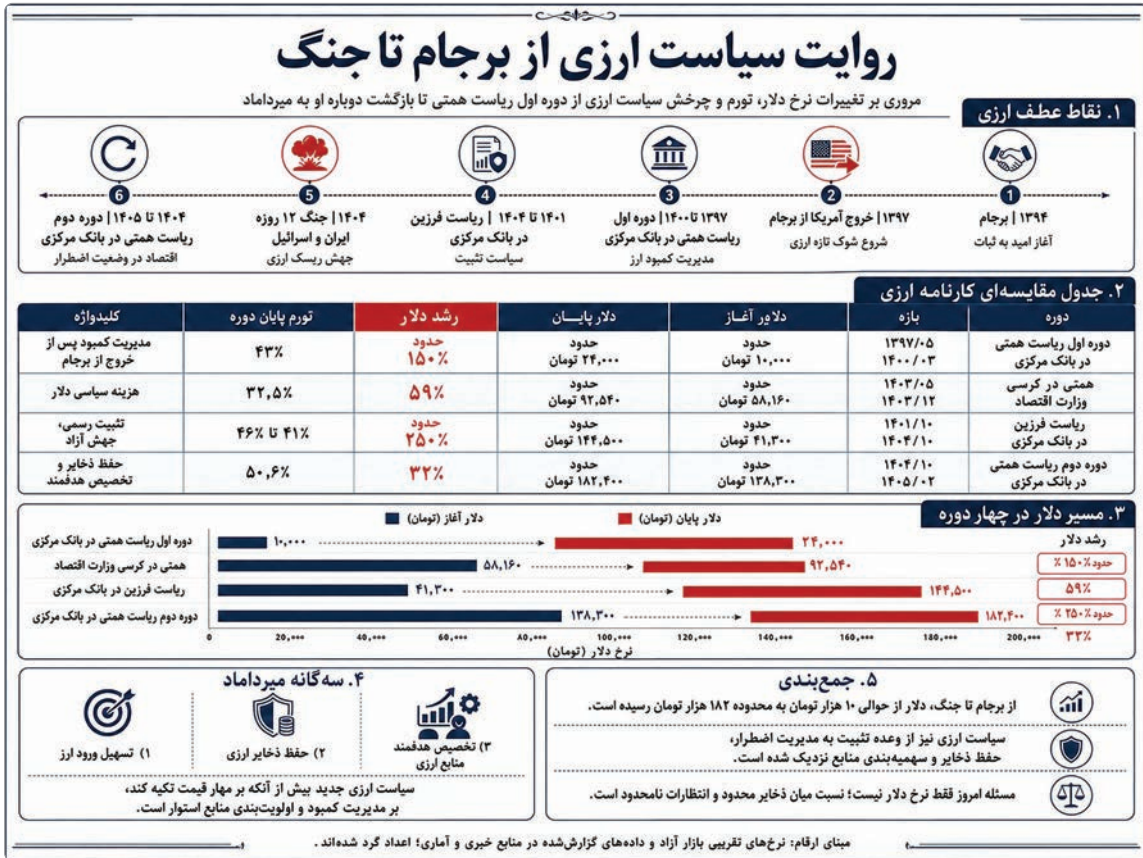 روایت سیاست ارزی از برجام تا جنگ
مروری بر تغییرات نرخ دلار، تورم و چرخش سیاست ارزی از دوره اول ریاست همتی تا بازگشت دوباره او به میرداماد
۱. نقاط عطف ارزی
1
۱۳۹۴ | برجام
آغاز امید به ثبات
2
۱۳۹۷ | خروج آمریکا از برجام
شروع شوک تازه ارزی
3
۱۳۹۷ تا ۱۴۰۰ | دوره اول
ریاست همتی در بانک مرکزی
مدیریت کمبود ارز
4
۱۴۰۱ تا ۱۴۰۴ | ریاست فرزین
در بانک مرکزی
سیاست تثبیت
5
۱۴۰۴ | جنگ ۱۲ روزه
ایران و اسرائیل
جهش ریسک ارزی
6
۱۴۰۴ تا ۱۴۰۵ | دوره دوم
ریاست همتی در بانک مرکزی
اقتصاد در وضعیت اضطرار
۲. جدول مقایسه‌ای کارنامه ارزی
دوره بازه دلاور آغـاز دلار پایـــان رشد دلار تورم پایان دوره کلیدواژه
دوره اول ریاست همتی ۱۳۹۷/۰۵ حدود حدود حدود ۴۳٪ مدیریت کمبود پس از
در بانک مرکزی ۱۴۰۰/۰۳ ۱۰,۰۰۰ تومان ۲۴,۰۰۰ تومان ۱۵۰٪ خروج از برجام
همتی در کرسی ۱۴۰۳/۰۵ حدود حدود ۵۹٪ ۳۲,۵٪ هزینه سیاسی دلار
وزارت اقتصاد ۱۴۰۳/۱۲ ۵۸,۱۶۰ تومان ۹۲,۵۴۰ تومان
ریاست فرزین ۱۴۰۱/۱۰ حدود حدود حدود ۴۱٪ تا ۴۶٪ تثبیت رسمی،
در بانک مرکزی ۱۴۰۴/۱۰ ۴۱,۳۰۰ تومان ۱۴۴,۵۰۰ تومان ۲۵۰٪ جهش آزاد
دوره دوم ریاست همتی ۱۴۰۴/۱۰ حدود حدود ۳۲٪ ۵۰,۶٪ حفظ ذخایر و
در بانک مرکزی ۱۴۰۵/۰۲ ۱۳۸,۳۰۰ تومان ۱۸۲,۴۰۰ تومان تخصیص هدفمند
۳. مسیر دلار در چهار دوره
دلار پایان (تومان) دلار آغاز (تومان)
رشد دلار
دوره اول ریاست همتی در بانک مرکزی ۱۰,۰۰۰ ۲۴,۰۰۰
حدود ۱۵۰٪ ٪
همتی در کرسی وزارت اقتصاد ۵۸,۱۶۰ ۹۲,۵۴۰
۵۹٪
ریاست فرزین در بانک مرکزی ۴۱,۳۰۰ ۱۴۴,۵۰۰
حدود ۲۵۰٪ ٪
دوره دوم ریاست همتی در بانک مرکزی ۱۳۸,۳۰۰ ۱۸۲,۴۰۰
۳۲٪
۰ ۲۰,۰۰۰ ۴۰,۰۰۰ ۶۰,۰۰۰ ۸۰,۰۰۰ ۱۰۰,۰۰۰ ۱۲۰,۰۰۰ ۱۴۰,۰۰۰ ۱۶۰,۰۰۰ ۱۸۰,۰۰۰ ۲۰۰,۰۰۰
نرخ دلار (تومان)
۵. جمع‌بندی
از برجام تا جنگ، دلار از حوالی ۱۰ هزار تومان به محدوده ۱۸۲ هزار تومان رسیده است.
سیاست ارزی نیز از وعده تثبیت به مدیریت اضطرار،
حفظ ذخایر و سهمیه‌بندی منابع نزدیک شده است.
مسئله امروز فقط نرخ دلار نیست؛ نسبت میان ذخایر محدود و انتظارات نامحدود است.
۴. سه‌گانه میرداماد
۳) تخصیص هدفمند
منابع ارزی
۲) حفظ ذخایر ارزی
۱) تسهیل ورود ارز
سیاست ارزی جدید بیش از آنکه بر مهار قیمت تکیه کند،
بر مدیریت کمبود و اولویت‌بندی منابع استوار است.
مبنای ارقام: نرخ‌های تقریبی بازار آزاد و داده‌های گزارش‌شده در منابع خبری و آماری؛ اعداد گرد شده‌اند.